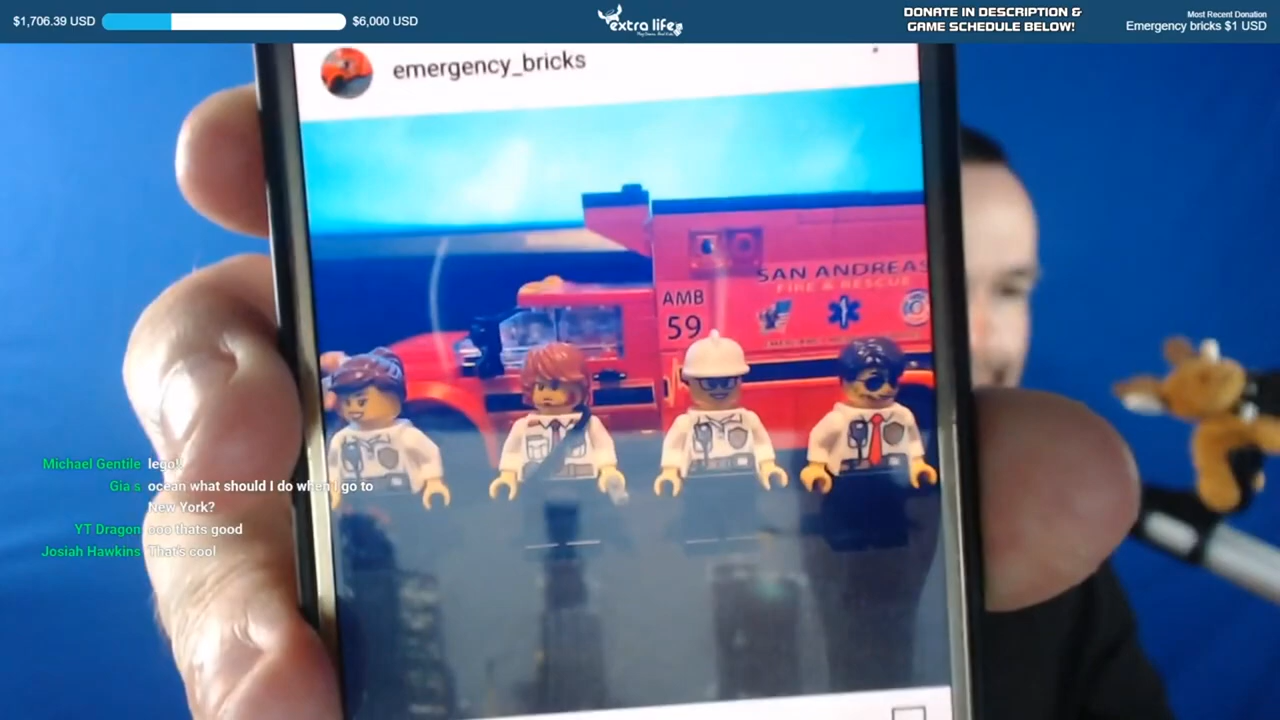 $1,706.39 USD
$6,000 USD
extra life
DONATE IN DESCRIPTION &
GAME SCHEDULE BELOW!
Most Recent Donation
Emergency bricks $1 USD
emergency_bricks
SAN ANDREAS
FIRE & RESCUE
AMB
59
Michael Gentile lego!!
Gia s ocean what should I do when I go to
New York?
YT Dragon ooo thats good
Josiah Hawkins That's cool